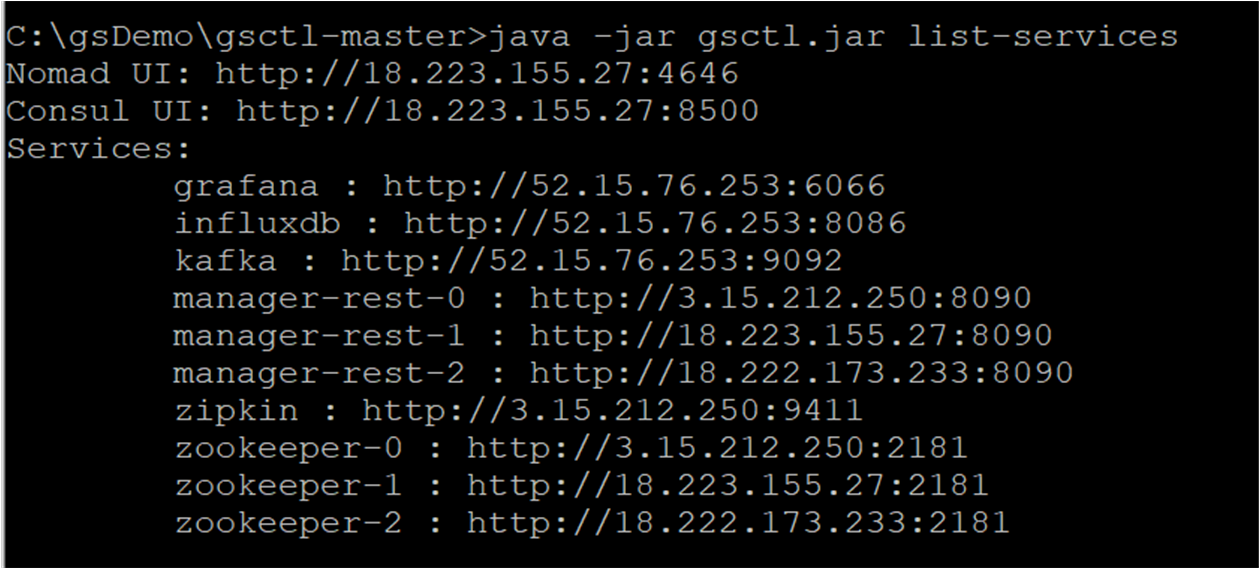 C:\gsDemo\gsctl-master>java -jar gsctl.jar list-services
Nomad UI: http://18.223.155.27:4646
Consul UI: http://18.223.155.27:8500
Services:
grafana : http://52.15.76.253:6066
influxdb : http://52.15.76.253:8086
kafka : http://52.15.76.253:9092
manager-rest-0 : http://3.15.212.250:8090
manager-rest-1 : http://18.223.155.27:8090
manager-rest-2 : http://18.222.173.233:8090
zipkin : http://3.15.212.250:9411
zookeeper-0 : http://3.15.212.250:2181
zookeeper-1 : http://18.223.155.27:2181
zookeeper-2 : http://18.222.173.233:2181